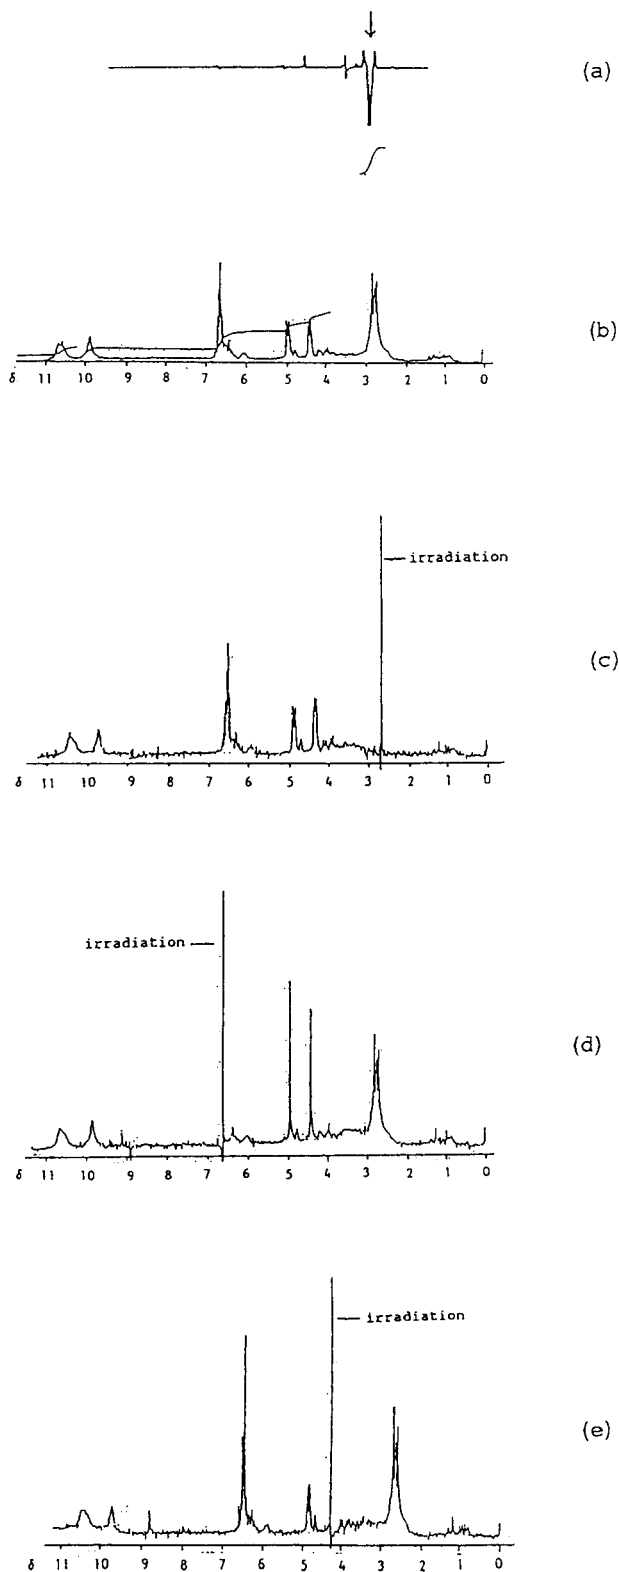 (a)
(b)
δ 11 10 9 8 7 6 5 4 3 2 1 0
irradiation
(c)
δ 11 10 9 8 7 6 5 4 3 2 1 0
irradiation
(d)
δ 11 10 9 8 7 6 5 4 3 2 1 0
irradiation
(e)
δ 11 10 9 8 7 6 5 4 3 2 1 0